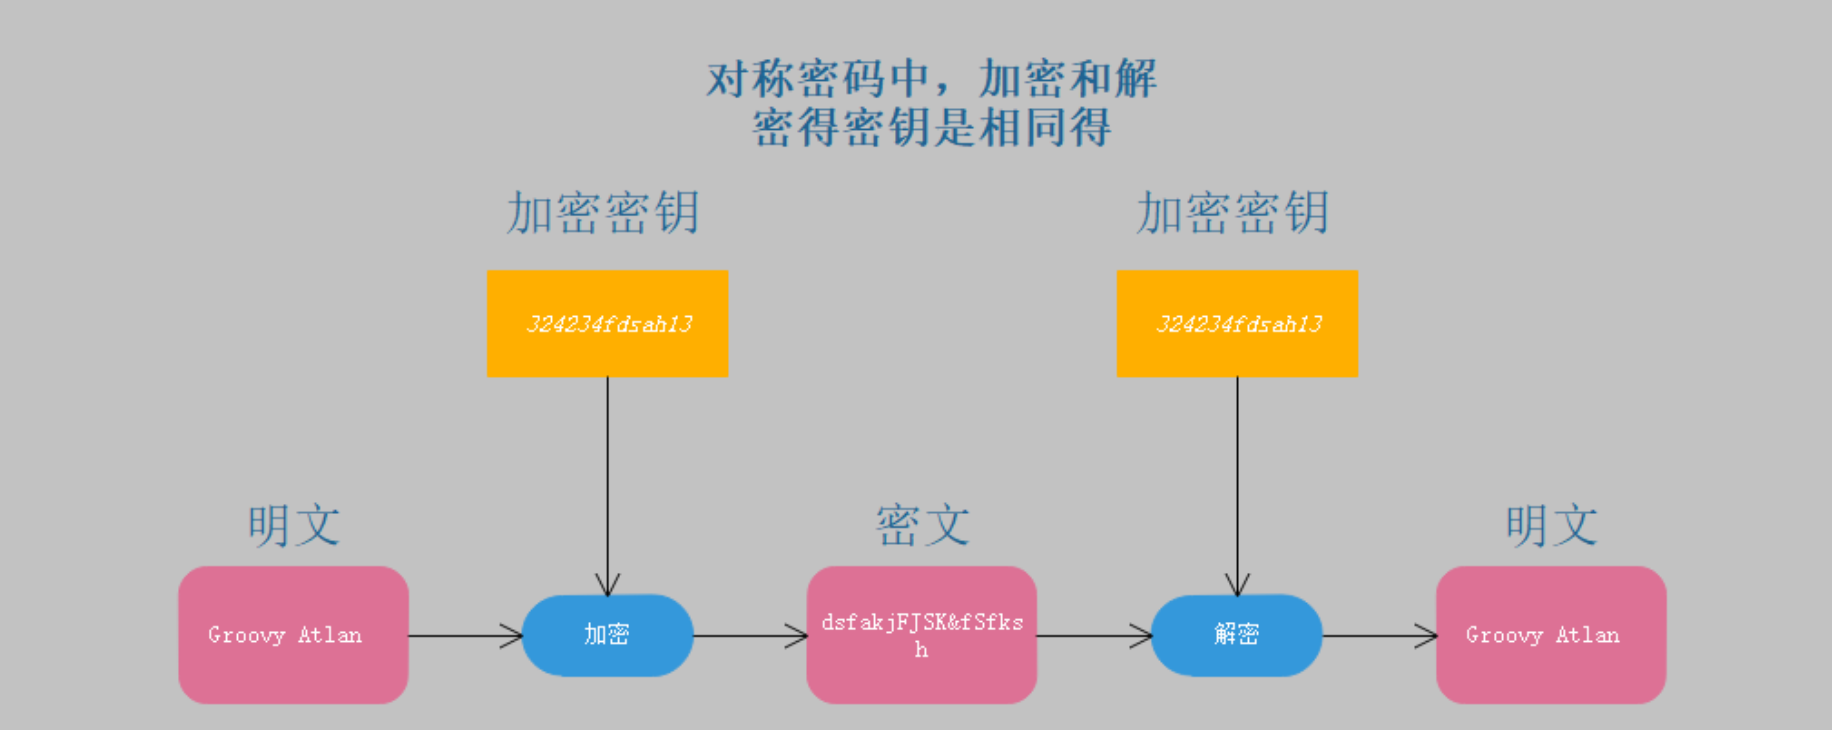 对称密码中，加密和解
密得密钥是相同得
加密密钥
加密密钥
324234fdsah13
324234fdsah13
明文
密文
明文
Groovy Atlan
加密
dsfakjFJSK&fSfks
h
解密
Groovy Atlan